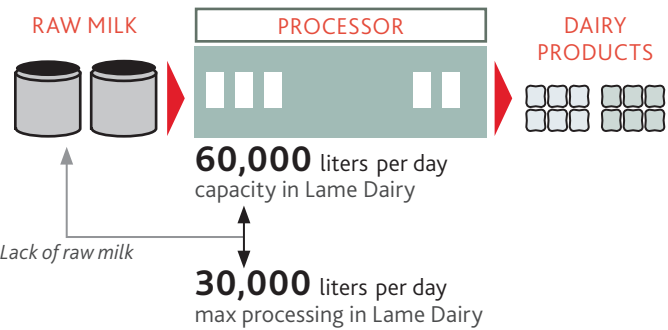 RAW MILK
PROCESSOR
DAIRY
PRODUCTS
60,000 liters per day
capacity in Lame Dairy
Lack of raw milk
30,000 liters per day
max processing in Lame Dairy